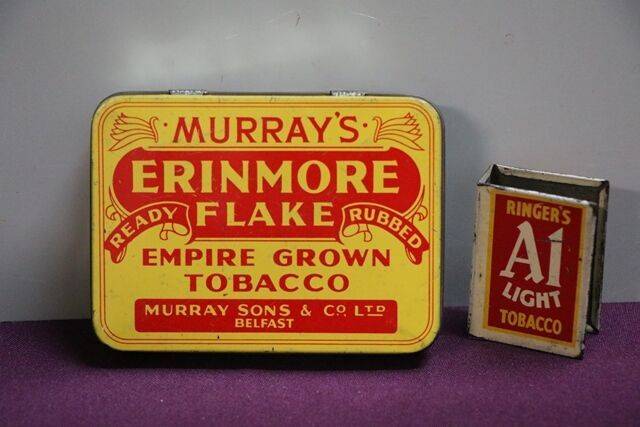 MURRAY'S
ERINMORE
FLAKE
READY RUBBED
EMPIRE GROWN
TOBACCO
MURRAY SONS & CO LTD
BELFAST
RINGER'S
A1
LIGHT
TOBACCO